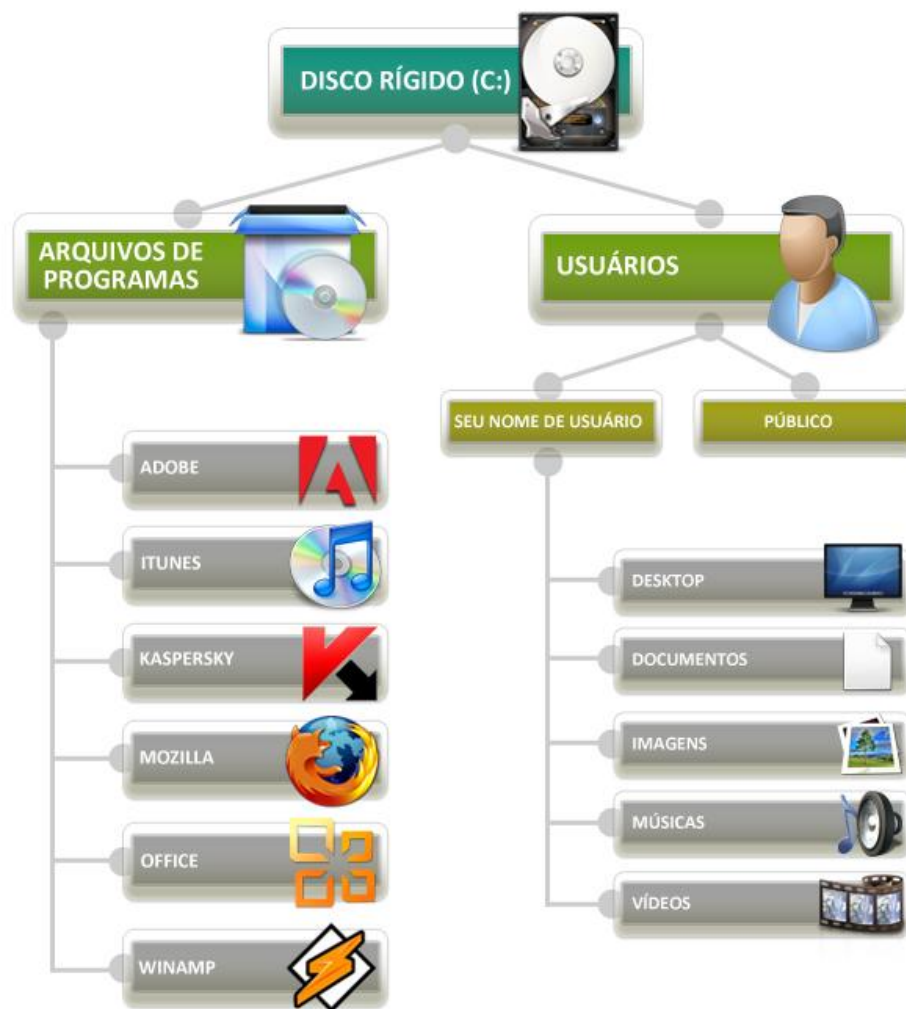 DISCO RÍGIDO (C:)
ARQUIVOS DE
PROGRAMAS
USUÁRIOS
SEU NOME DE USUÁRIO
PÚBLICO
ADOBE
ITUNES
KASPERSKY
MOZILLA
OFFICE
WINAMP
DESKTOP
DOCUMENTOS
IMAGENS
MÚSICAS
VÍDEOS